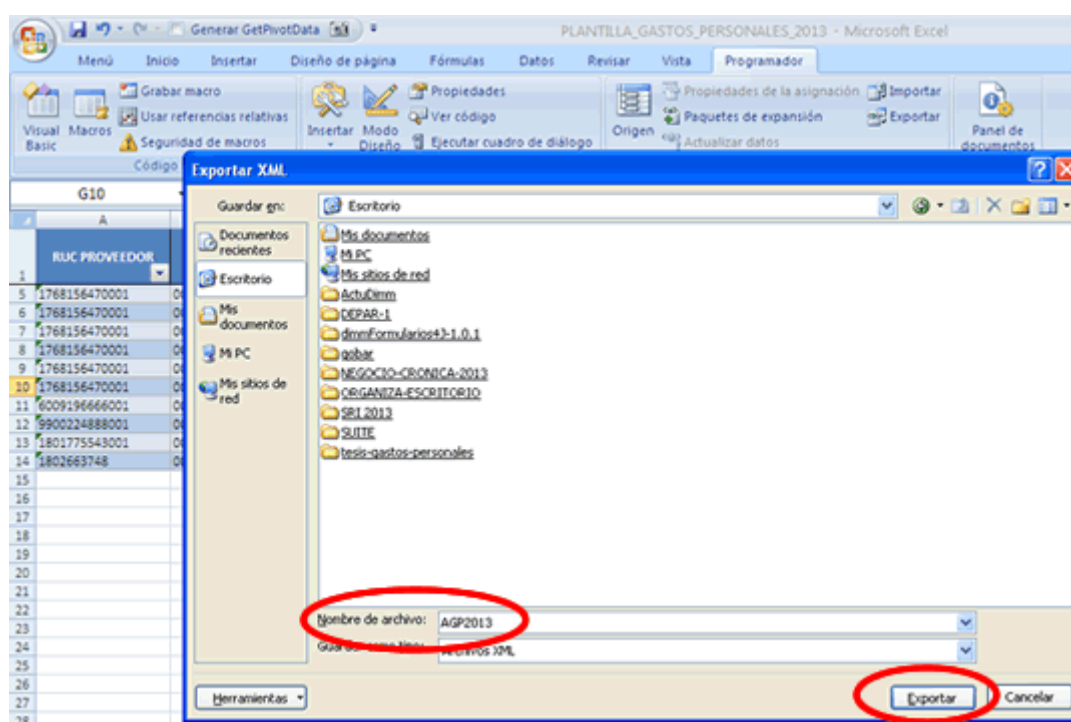 Generar GetPivotData
PLANTILLA_GASTOS_PERSONALES_2013 - Microsoft Excel
Menú Inicio Insertar Diseño de página Fórmulas Datos Revisar Vista Programador
Visual Basic
Macros
Grabar macro
Usar referencias relativas
Seguridad de macros
Código
Insertar
Modo Diseño
Propiedades
Ver código
Ejecutar cuadro de diálogo
Origen
Propiedades de la asignación
Paquetes de expansión
Actualizar datos
Importar
Exportar
Panel de documentos
G10
A
1 RUC PROVEEDOR
5 1768156470001
6 1768156470001
7 1768156470001
8 1768156470001
9 1768156470001
10 1768156470001
11 6009196666001
12 9900224888001
13 1801775543001
14 1802663748
15
16
17
18
19
20
21
22
23
24
25
26
27
28
Exportar XML
Guardar en: Escritorio
Documentos recientes
Escritorio
Mis documentos
Mi PC
Mis sitios de red
Mis documentos
Mi PC
Mis sitios de red
ActuDimm
DEPAR-1
dimmFormularios43-1.0.1
gobar
NEGOCIO-CRONICA-2013
ORGANIZA-ESCRITORIO
SRI 2013
SUITE
tesis-gastos-personales
Nombre de archivo: AGP2013
Guardar como tipo: Archivos XML
Herramientas
Exportar
Cancelar